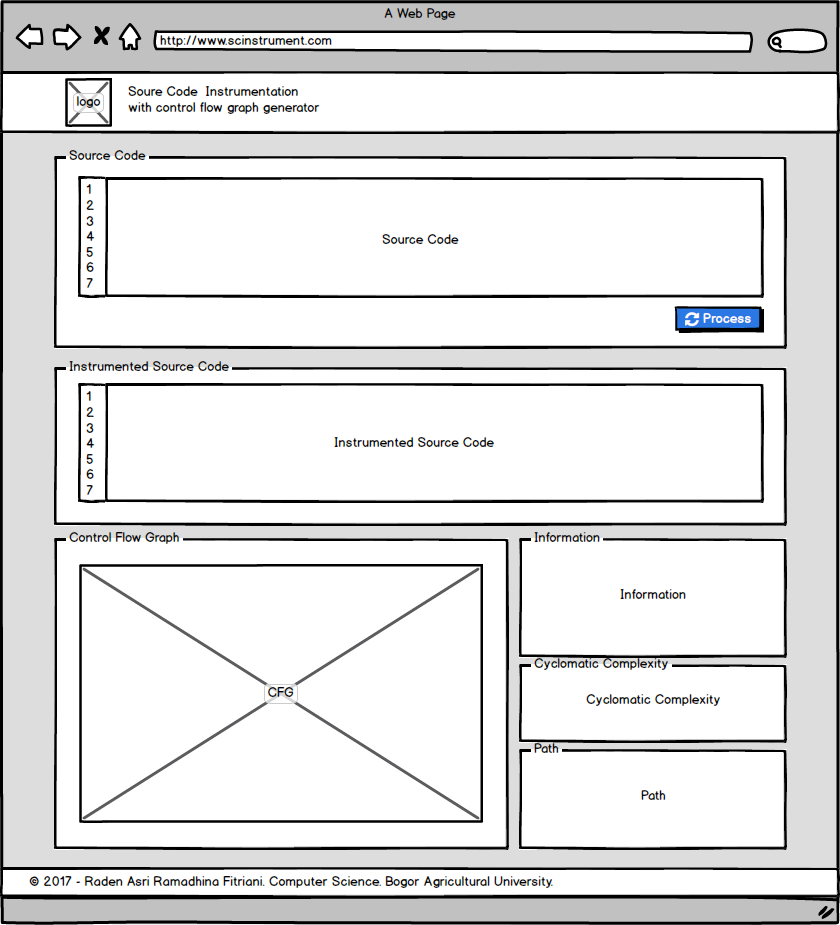 A Web Page
http://www.scinstrument.com
logo
Soure Code Instrumentation
with control flow graph generator
Source Code
1
2
3
4
5
6
7
Source Code
Process
Instrumented Source Code
1
2
3
4
5
6
7
Instrumented Source Code
Control Flow Graph
CFG
Information
Information
Cyclomatic Complexity
Cyclomatic Complexity
Path
Path
© 2017 - Raden Asri Ramadhina Fitriani. Computer Science. Bogor Agricultural University.